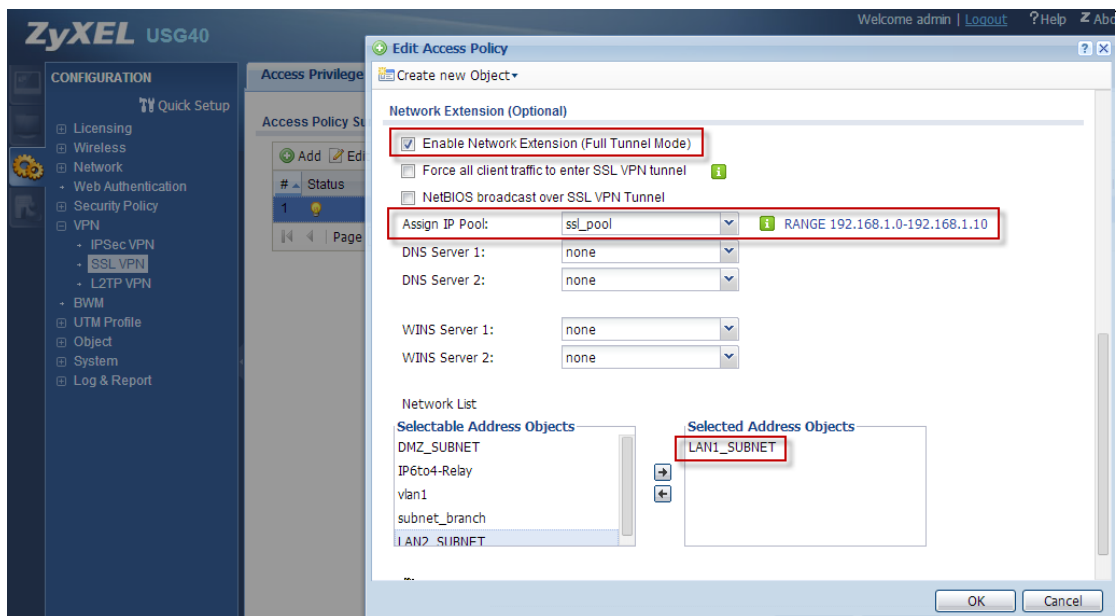 Welcome admin | Logout ?Help Z Abo
ZyXEL USG40
CONFIGURATION
Quick Setup
Licensing
Wireless
Network
Web Authentication
Security Policy
VPN
IPSec VPN
SSL VPN
L2TP VPN
BWM
UTM Profile
Object
System
Log & Report
Access Privilege
Access Policy Su
Add Edi
# Status
1
Page
Edit Access Policy
Create new Object
Network Extension (Optional)
Enable Network Extension (Full Tunnel Mode)
Force all client traffic to enter SSL VPN tunnel
NetBIOS broadcast over SSL VPN Tunnel
Assign IP Pool: ssl_pool RANGE 192.168.1.0-192.168.1.10
DNS Server 1: none
DNS Server 2: none
WINS Server 1: none
WINS Server 2: none
Network List
Selectable Address Objects
DMZ_SUBNET
IP6to4-Relay
vlan1
subnet_branch
LAN2_SUBNET
Selected Address Objects
LAN1_SUBNET
OK Cancel